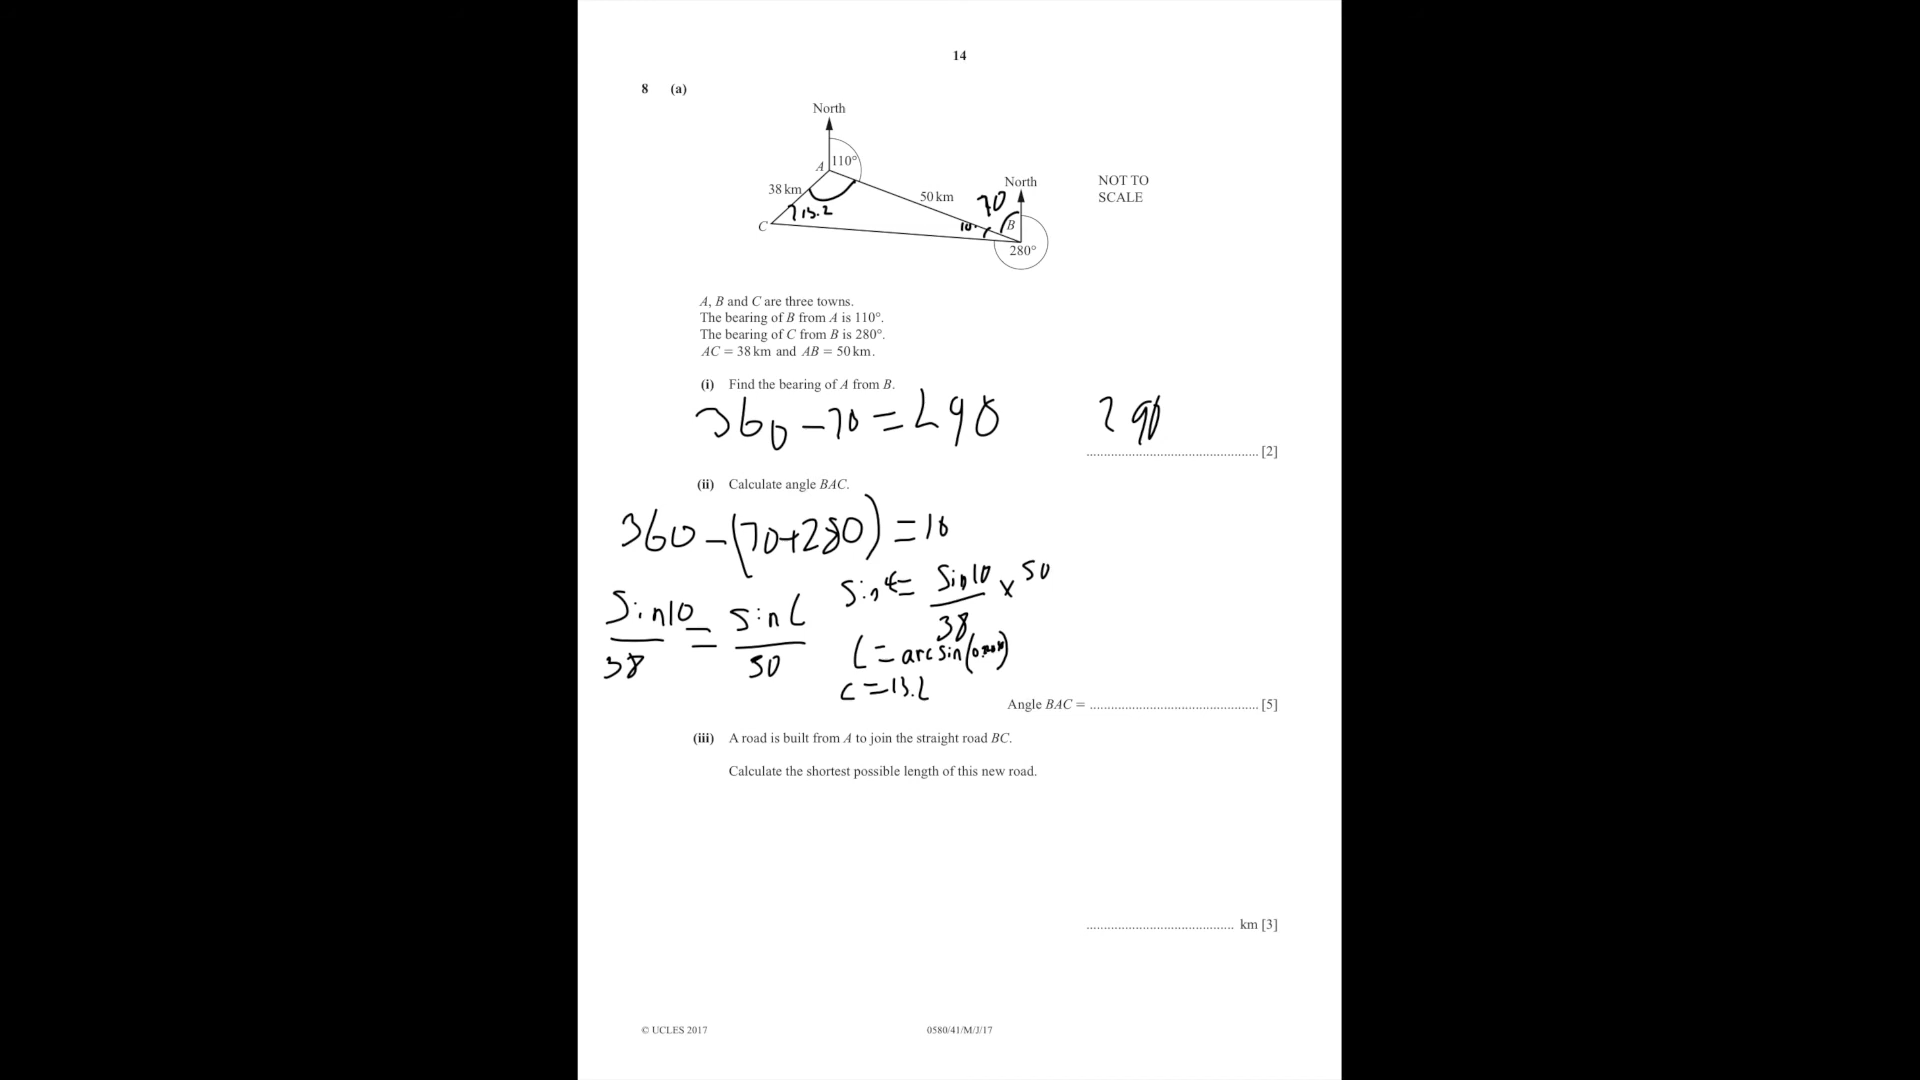 14
8 (a)
North
A 110°
38 km
50 km
North
70
NOT TO
SCALE
13.2
C
10
B
280°
A, B and C are three towns.
The bearing of B from A is 110°.
The bearing of C from B is 280°.
AC = 38 km and AB = 50 km.
(i) Find the bearing of A from B.
360 - 70 = 290
290
[2]
(ii) Calculate angle BAC.
360 - (70+280) = 10
sin10/38 = sin C/50
sin C = sin10/38 × 50
C = arcsin(
C = 13.2
Angle BAC = [5]
(iii) A road is built from A to join the straight road BC.
Calculate the shortest possible length of this new road.
km [3]
© UCLES 2017
0580/41/M/J/17